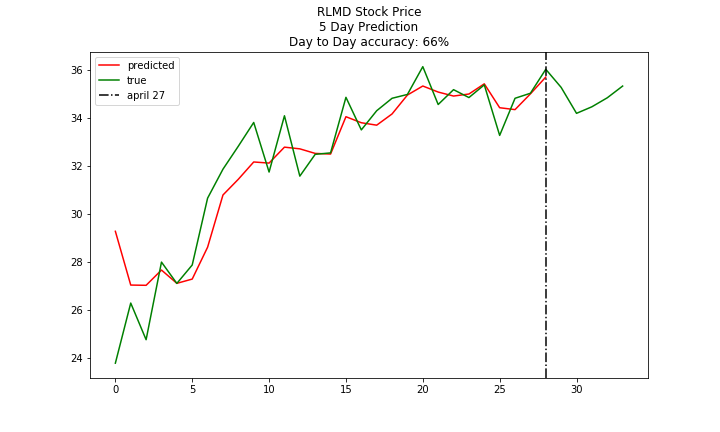 RLMD Stock Price
5 Day Prediction
Day to Day accuracy: 66%
predicted
true
april 27
36
34
32
30
28
26
24
0 5 10 15 20 25 30